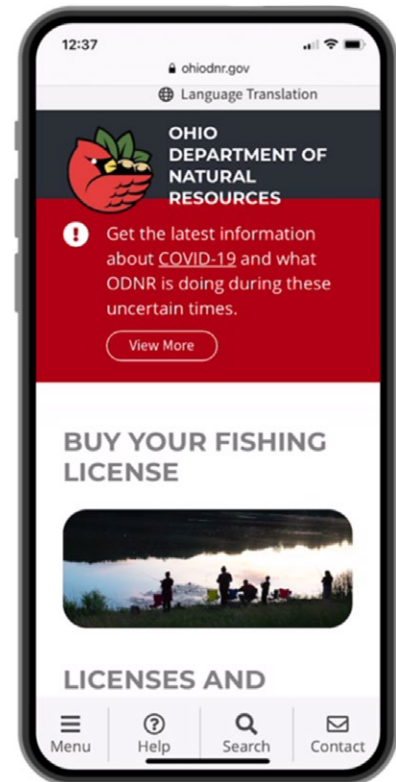 12:37
ohiodnr.gov
Language Translation
OHIO
DEPARTMENT OF
NATURAL
RESOURCES
Get the latest information
about COVID-19 and what
ODNR is doing during these
uncertain times.
View More
BUY YOUR FISHING
LICENSE
LICENSES AND
Menu Help Search Contact